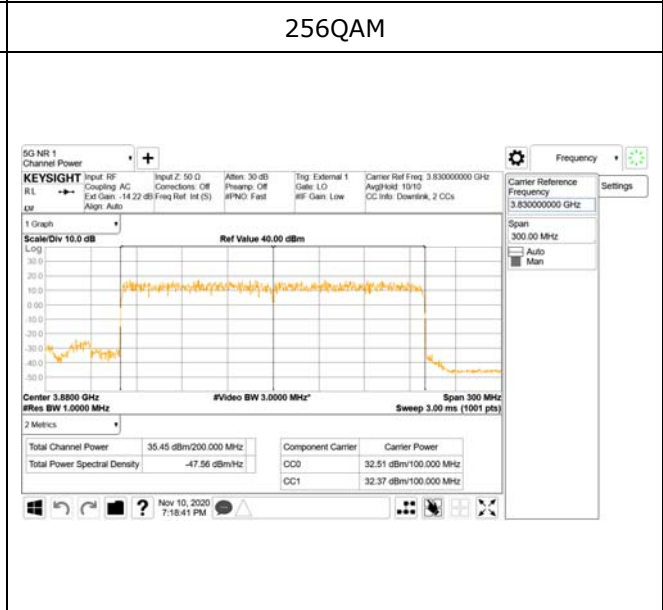 256QAM
5G NR 1
Channel Power
Frequency
KEYSIGHT Input: RF Input Z: 50 Ω Atten: 30 dB Trig: External 1 Carrier Ref Freq: 3.830000000 GHz
RL Coupling: AC Corrections: Off Preamp: Off Gate: LO Avg|Hold: 10/10
Ext Gain: -14.22 dB Freq Ref: Int (S) #PNO: Fast #IF Gain: Low CC Info: Downlink, 2 CCs
Align: Auto
Carrier Reference
Frequency
3.830000000 GHz
Settings
Span
300.00 MHz
Auto
Man
1 Graph
Scale/Div 10.0 dB Ref Value 40.00 dBm
Log
30.0
20.0
10.0
0.00
-10.0
-20.0
-30.0
-40.0
-50.0
Center 3.8800 GHz #Video BW 3.0000 MHz* Span 300 MHz
#Res BW 1.0000 MHz Sweep 3.00 ms (1001 pts)
2 Metrics
Total Channel Power 35.45 dBm/200.000 MHz
Total Power Spectral Density -47.56 dBm/Hz
Component Carrier Carrier Power
CC0 32.51 dBm/100.000 MHz
CC1 32.37 dBm/100.000 MHz
Nov 10, 2020
7:18:41 PM